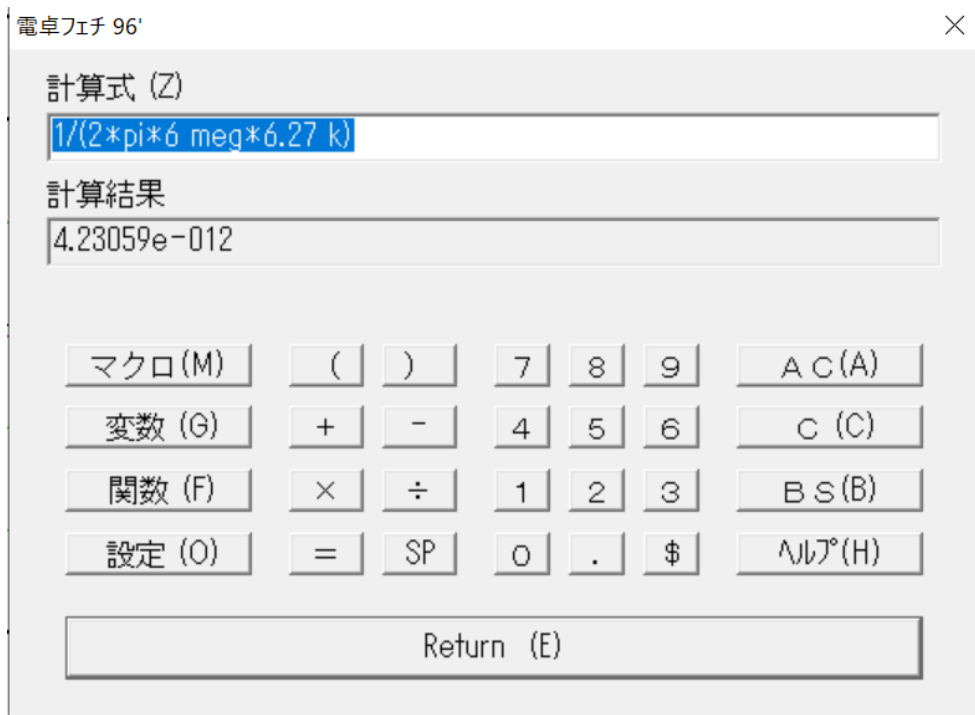 電卓フェチ 96'
計算式 (Z)
1/(2*pi*6 meg*6.27 k)
計算結果
4.23059e-012
マクロ(M) ( ) 7 8 9 AC(A)
変数 (G) + - 4 5 6 C (C)
関数 (F) × ÷ 1 2 3 BS(B)
設定 (O) = SP 0 . $ ヘルプ(H)
Return (E)